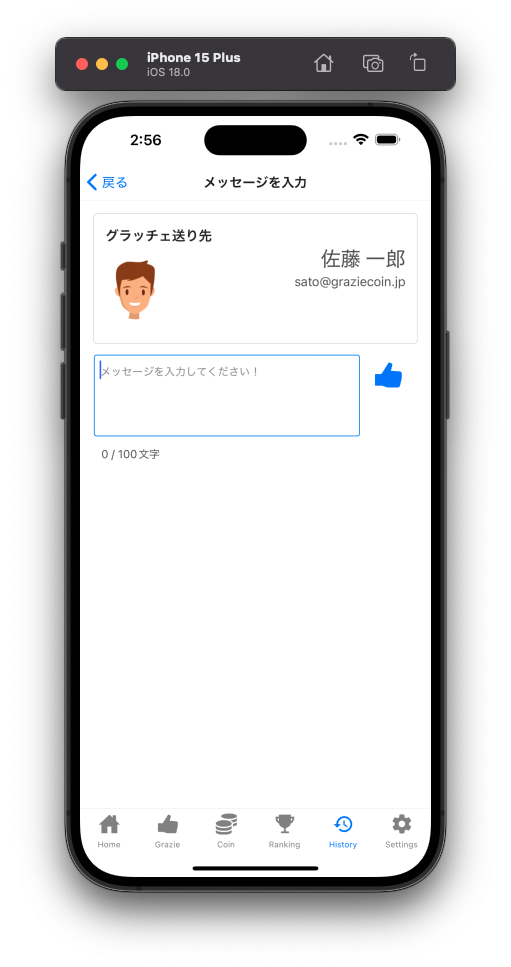 iPhone 15 Plus
iOS 18.0
2:56
戻る メッセージを入力
グラッチェ送り先
佐藤 一郎
sato@graziecoin.jp
メッセージを入力してください！
0 / 100文字
Home Grazie Coin Ranking History Settings